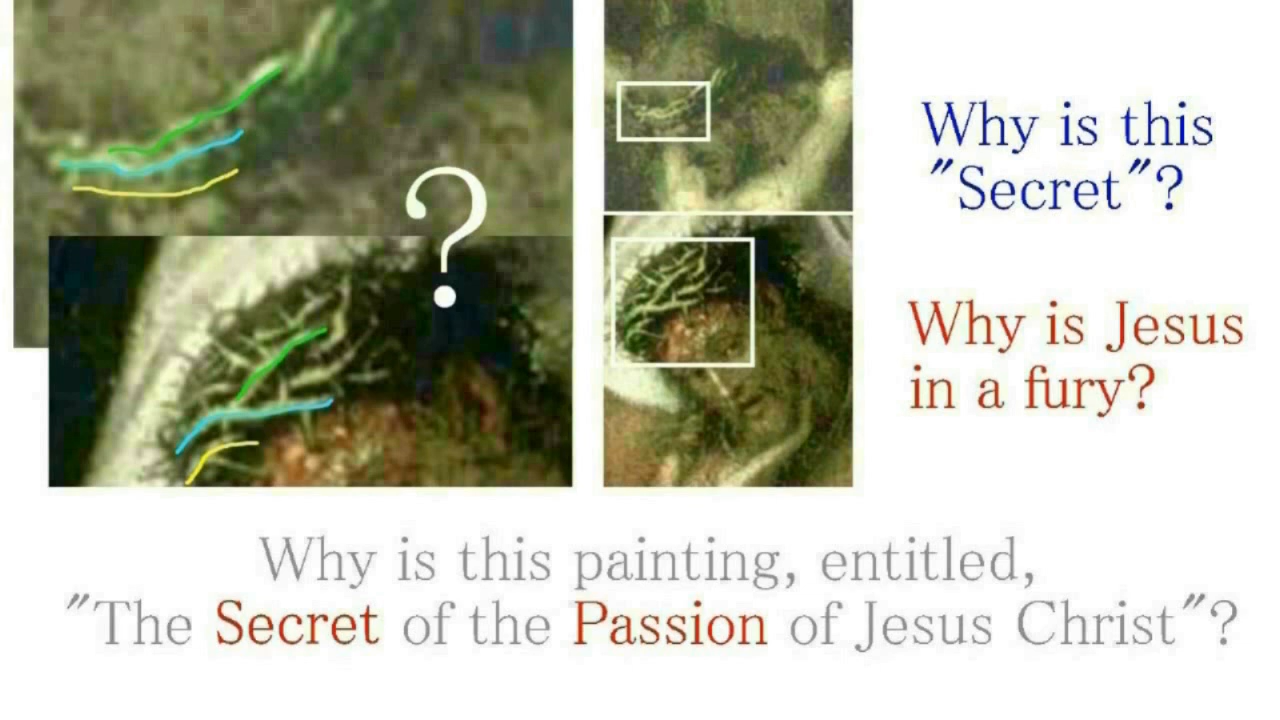 Why is this
"Secret"?
Why is Jesus
in a fury?
?
Why is this painting, entitled,
"The Secret of the Passion of Jesus Christ"?